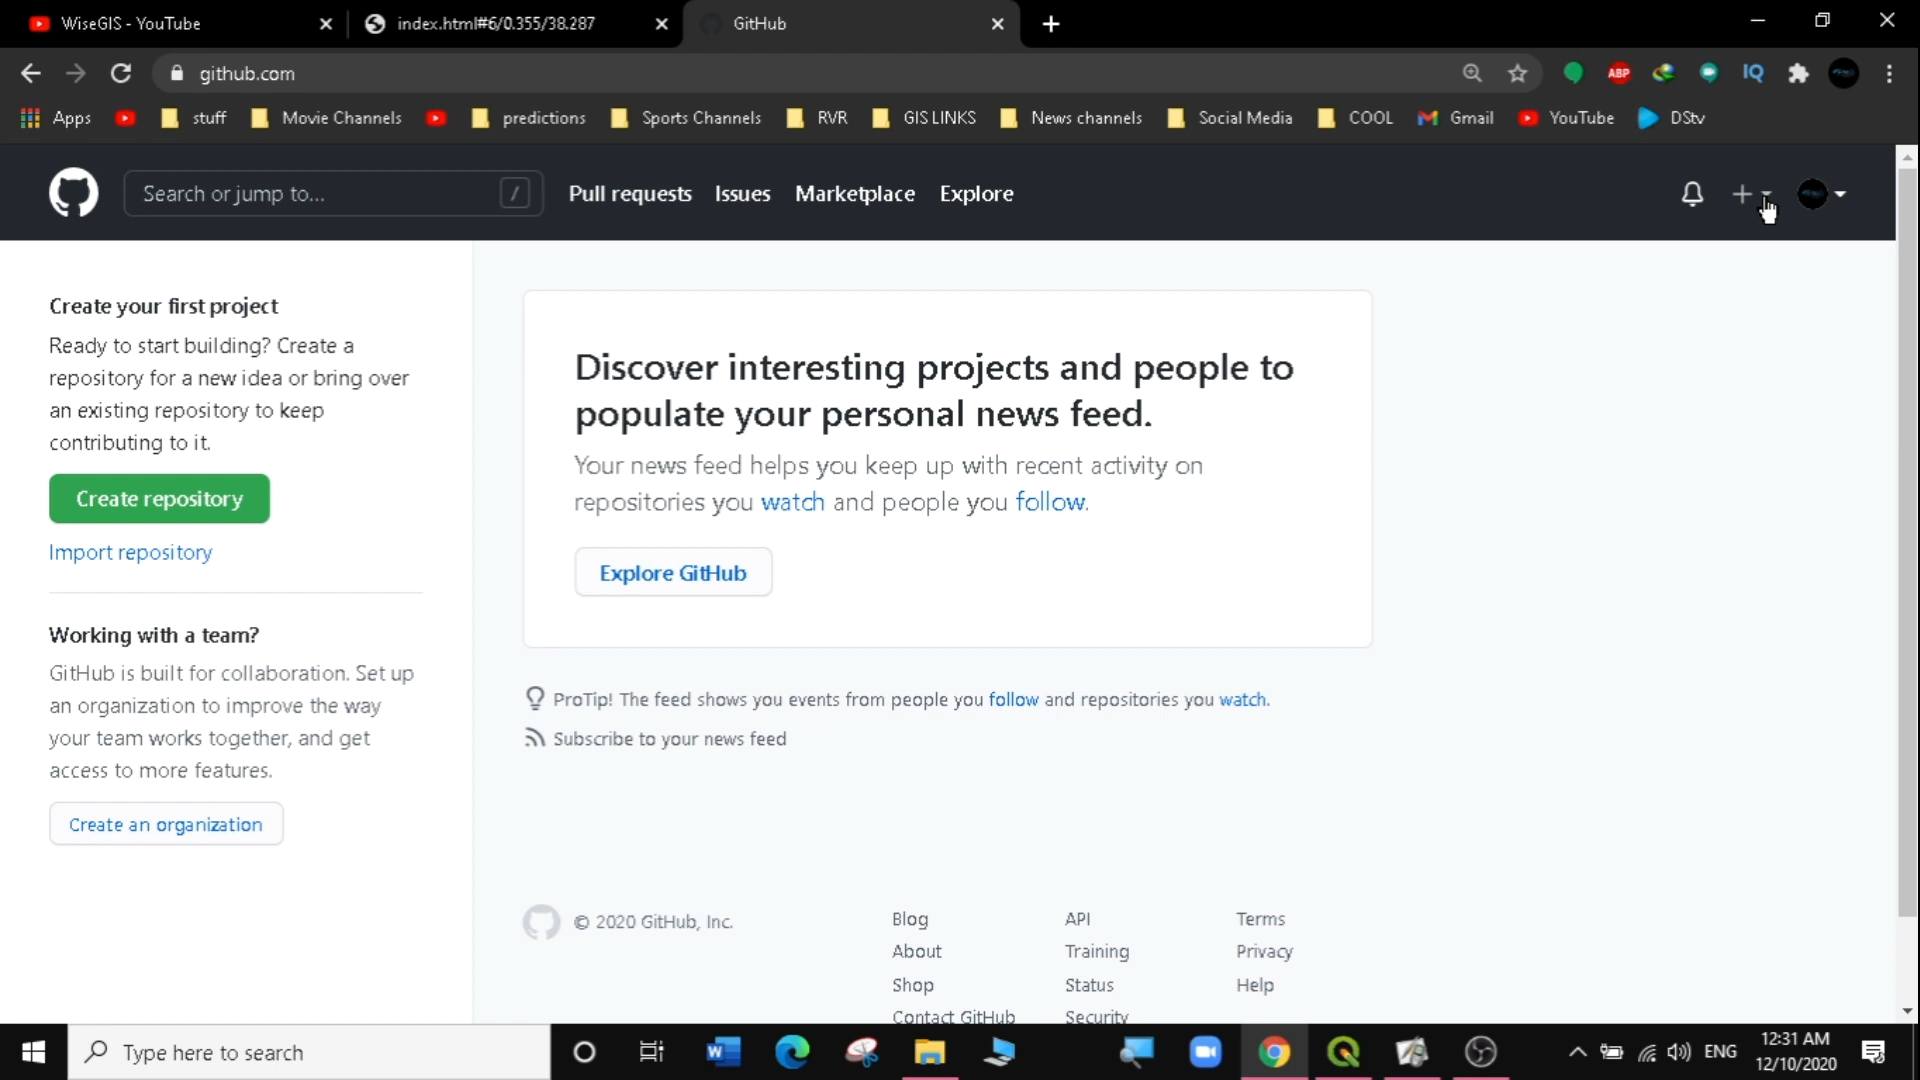 WiseGIS - YouTube
index.html#6/0.355/38.287
GitHub
github.com
ABP
IQ
Apps
stuff
Movie Channels
predictions
Sports Channels
RVR
GIS LINKS
News channels
Social Media
COOL
Gmail
YouTube
DStv
Search or jump to...
/
Pull requests
Issues
Marketplace
Explore
Create your first project
Ready to start building? Create a
repository for a new idea or bring over
an existing repository to keep
contributing to it.
Create repository
Import repository
Working with a team?
GitHub is built for collaboration. Set up
an organization to improve the way
your team works together, and get
access to more features.
Create an organization
Discover interesting projects and people to
populate your personal news feed.
Your news feed helps you keep up with recent activity on
repositories you watch and people you follow.
Explore GitHub
ProTip! The feed shows you events from people you follow and repositories you watch.
Subscribe to your news feed
© 2020 GitHub, Inc.
Blog
About
Shop
Contact GitHub
API
Training
Status
Security
Terms
Privacy
Help
Type here to search
ENG
12:31 AM
12/10/2020